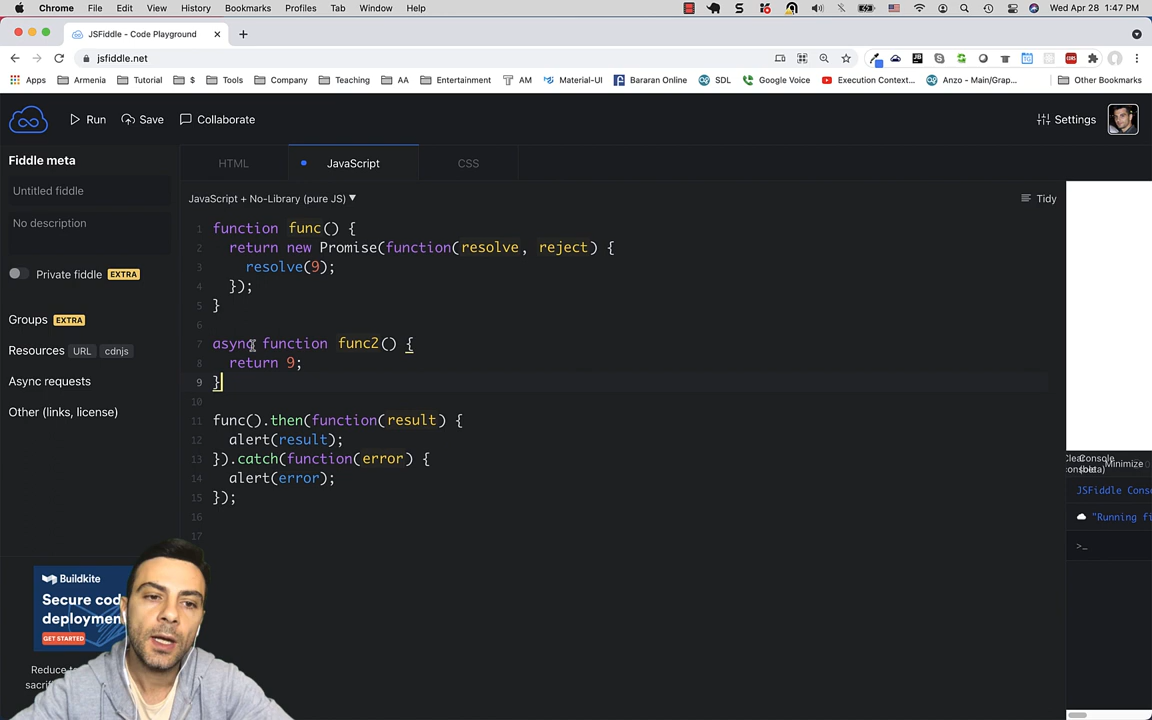 Chrome File Edit View History Bookmarks Profiles Tab Window Help Wed Apr 28 1:47 PM
JSFiddle - Code Playground
jsfiddle.net
Apps Armenia Tutorial $ Tools Company Teaching AA Entertainment AM Material-UI Bararan Online SDL Google Voice Execution Context... Anzo - Main/Grap... Other Bookmarks
Run Save Collaborate Settings
Fiddle meta
Untitled fiddle
No description
Private fiddle EXTRA
Groups EXTRA
Resources URL cdnjs
Async requests
Other (links, license)
HTML JavaScript CSS
JavaScript + No-Library (pure JS) Tidy
1 function func() {
2 return new Promise(function(resolve, reject) {
3 resolve(9);
4 });
5 }
6
7 async function func2() {
8 return 9;
9 }
10
11 func().then(function(result) {
12 alert(result);
13 }).catch(function(error) {
14 alert(error);
15 });
16
17
Console
Minimize
JSFiddle Cons
"Running fi
>_
Buildkite
Secure cod
deploymen
GET STARTED
Reduce
sacrifi